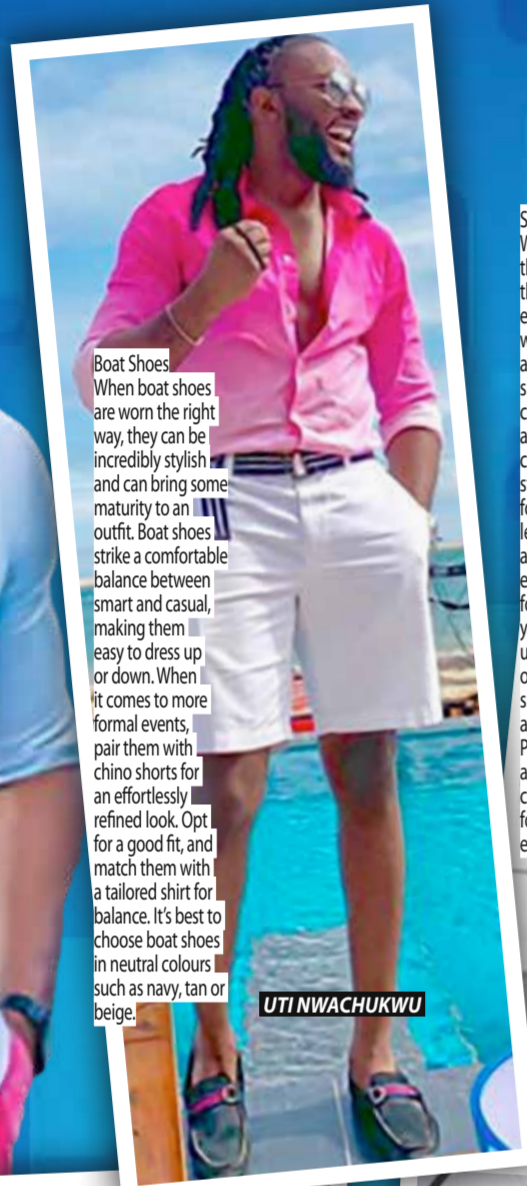 Boat Shoes
When boat shoes
are worn the right
way, they can be
incredibly stylish
and can bring some
maturity to an
outfit. Boat shoes
strike a comfortable
balance between
smart and casual,
making them
easy to dress up
or down. When
it comes to more
formal events,
pair them with
chino shorts for
an effortlessly
refined look. Opt
for a good fit, and
match them with
a tailored shirt for
balance. It’s best to
choose boat shoes
in neutral colours
such as navy, tan or
beige.
UTI NWACHUKWU